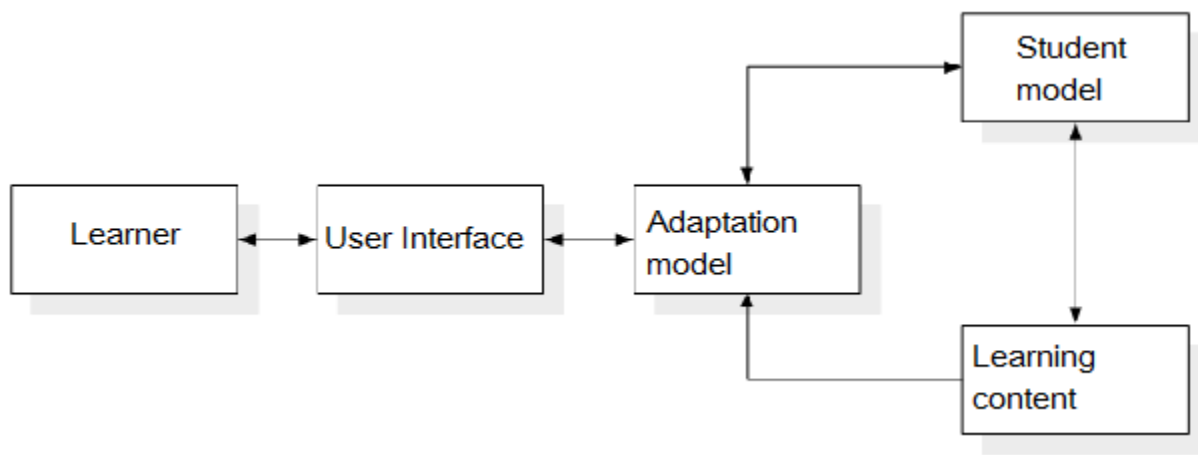 Student
model
Learner
User Interface
Adaptation
model
Learning
content